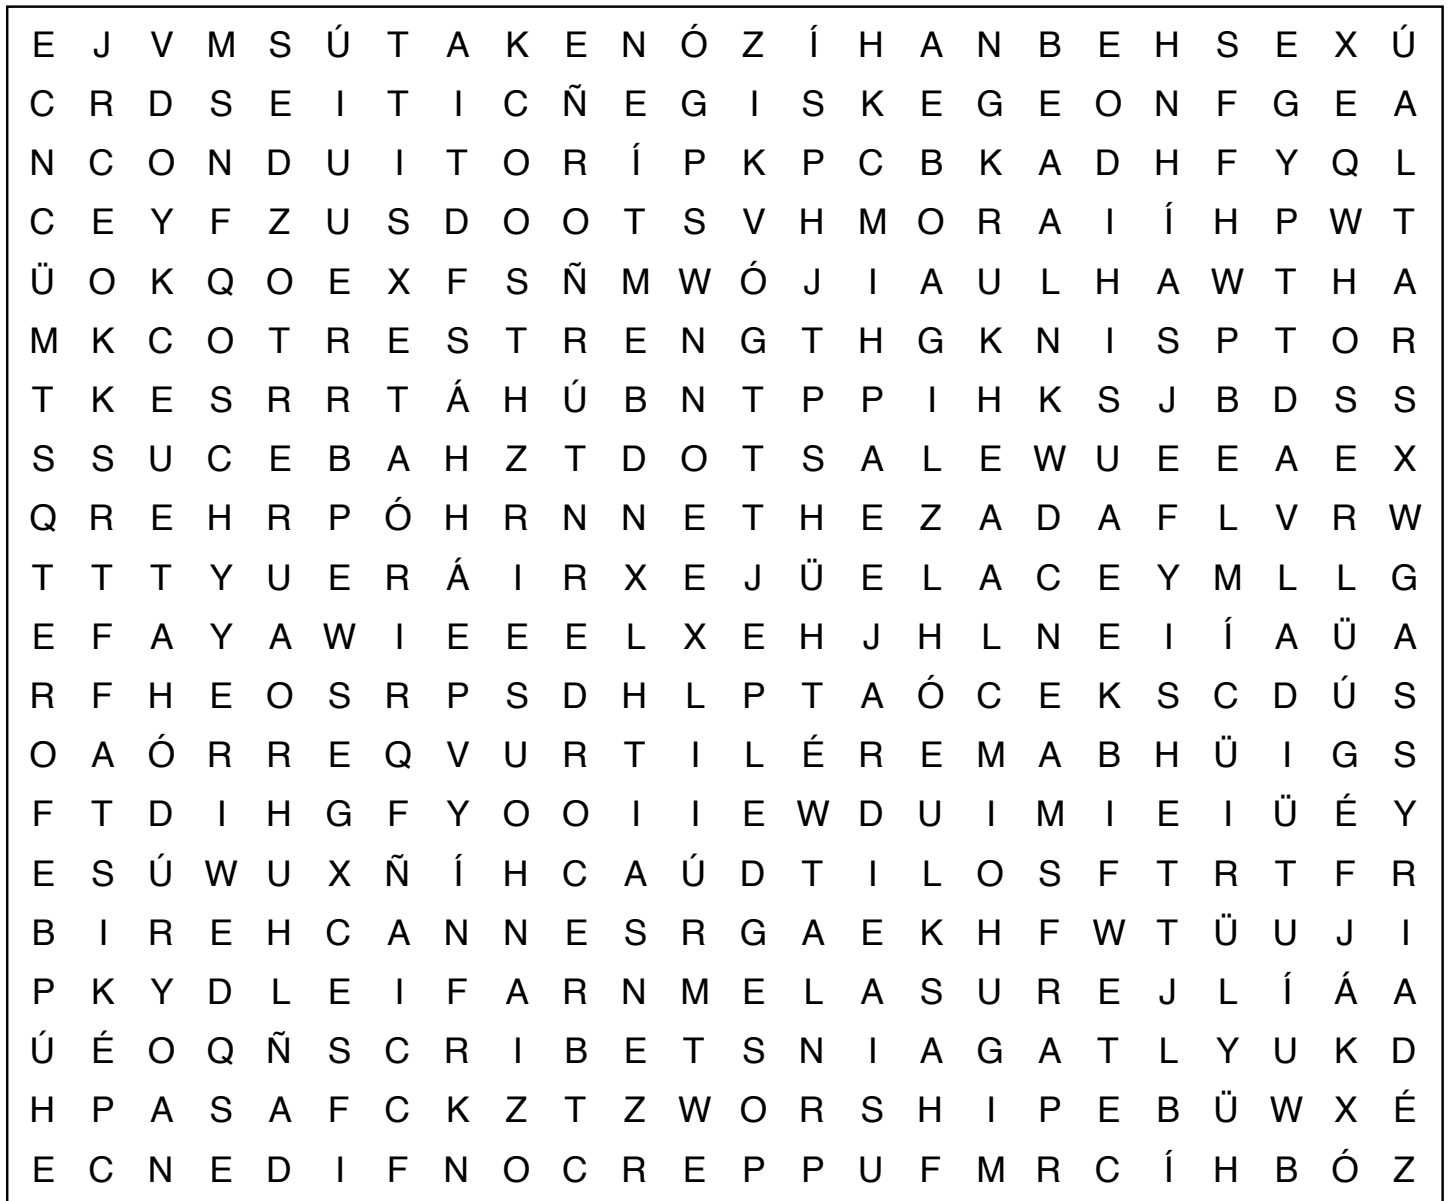 E J V M S Ú T A K E N Ó Z Í H A N B E H S E X Ú
C R D S E I T I C Ñ E G I S K E G E O N F G E A
N C O N D U I T O R Í P K P C B K A D H F Y Q L
C E Y F Z U S D O O T S V H M O R A I Í H P W T
Ü O K Q O E X F S Ñ M W Ó J I A U L H A W T H A
M K C O T R E S T R E N G T H G K N I S P T O R
T K E S R R T Á H Ú B N T P P I H K S J B D S S
S S U C E B A H Z T D O T S A L E W U E E A E X
Q R E H R P Ó H R N N E T H E Z A D A F L V R W
T T T Y U E R Á I R X E J Ü E L A C E Y M L L G
E F A Y A W I E E E L X E H J H L N E I Í A Ü A
R F H E O S R P S D H L P T A Ó C E K S C D Ú S
O A Ó R R E Q V U R T I L É R E M A B H Ü I G S
F T D I H G F Y O O I I E W D U I M I E I Ü É Y
E S Ú W U X Ñ Í H C A Ú D T I L O S F T R T F R
B I R E H C A N N E S R G A E K H F W T Ü U J I
P K Y D L E I F A R N M E L A S U R E J L Í Á A
Ú É O Q Ñ S C R I B E T S N I A G A T L Y U K D
H P A S A F C K Z T Z W O R S H I P E B Ü W X É
E C N E D I F N O C R E P P U F M R C Í H B Ó Z